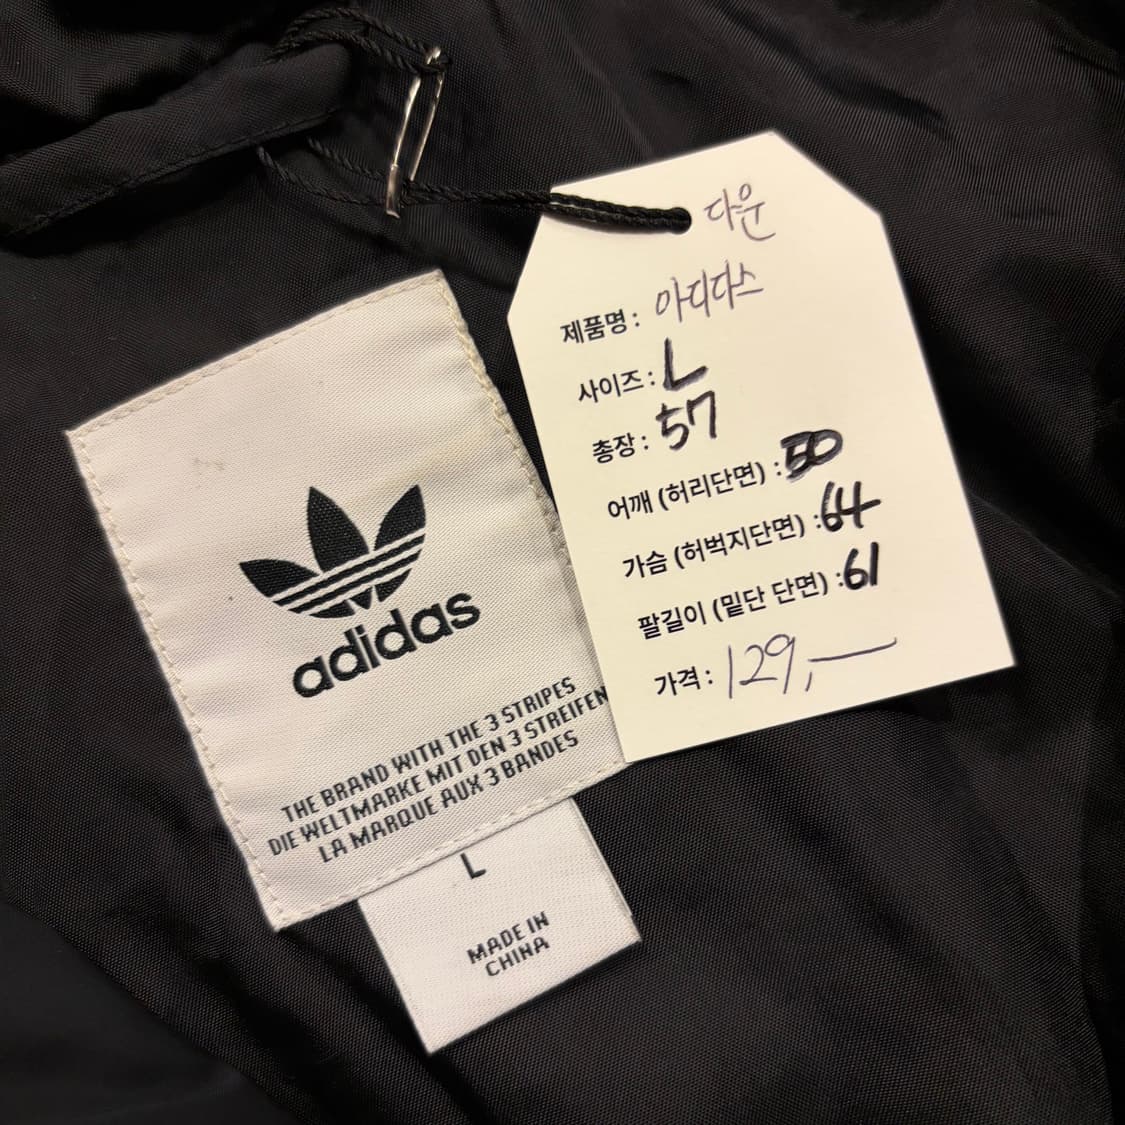 adidas
THE BRAND WITH THE 3 STRIPES
DIE WELTMARKE MIT DEN 3 STREIFEN
LA MARQUE AUX 3 BANDES
L
MADE IN
CHINA
다운
제품명 : 아디다스
사이즈 : L
총장 : 57
어깨 (허리단면) : 50
가슴 (허벅지단면) : 64
팔길이 (밑단 단면) : 61
가격 : 129,—